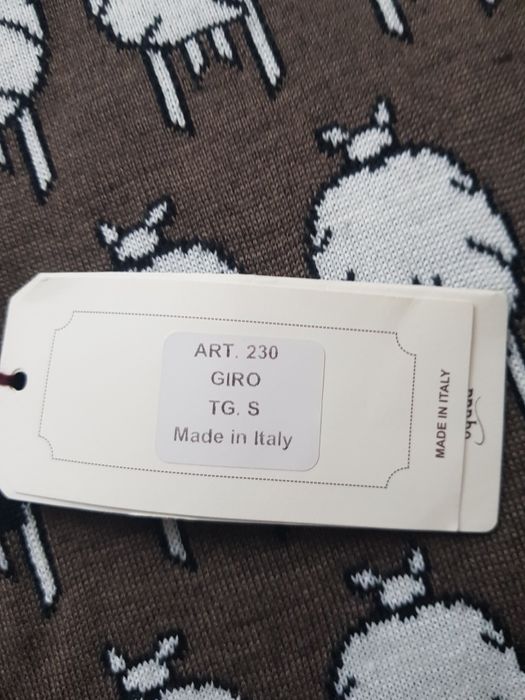 ART. 230
GIRO
TG. S
Made in Italy
MADE IN ITALY